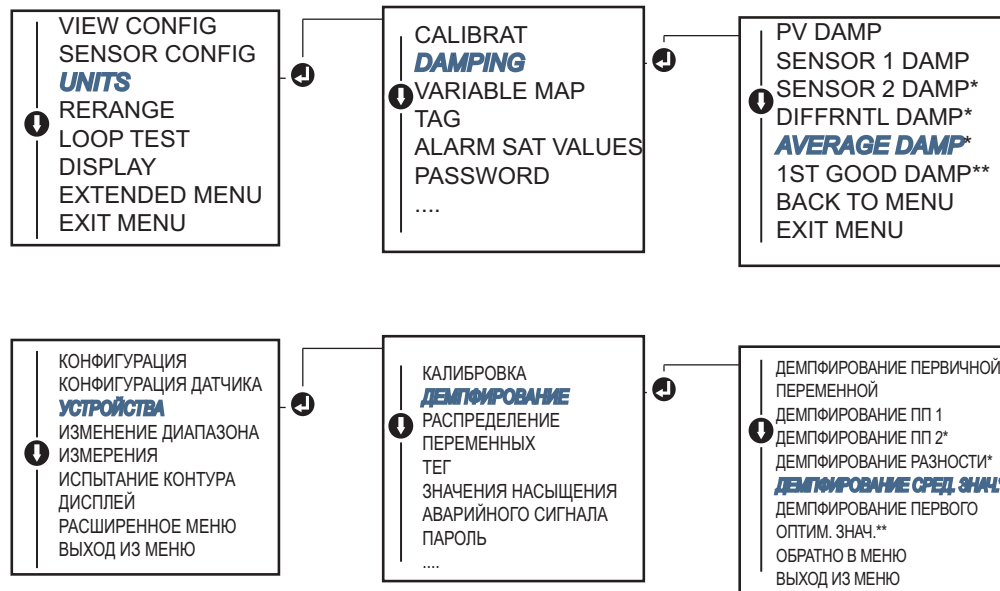 VIEW CONFIG
SENSOR CONFIG
UNITS
RERANGE
LOOP TEST
DISPLAY
EXTENDED MENU
EXIT MENU
CALIBRAT
DAMPING
VARIABLE MAP
TAG
ALARM SAT VALUES
PASSWORD
....
PV DAMP
SENSOR 1 DAMP
SENSOR 2 DAMP*
DIFFRNTL DAMP*
AVERAGE DAMP*
1ST GOOD DAMP**
BACK TO MENU
EXIT MENU
КОНФИГУРАЦИЯ
КОНФИГУРАЦИЯ ДАТЧИКА
УСТРОЙСТВА
ИЗМЕНЕНИЕ ДИАПАЗОНА
ИЗМЕРЕНИЯ
ИСПЫТАНИЕ КОНТУРА
ДИСПЛЕЙ
РАСШИРЕННОЕ МЕНЮ
ВЫХОД ИЗ МЕНЮ
КАЛИБРОВКА
ДЕМПФИРОВАНИЕ
РАСПРЕДЕЛЕНИЕ
ПЕРЕМЕННЫХ
ТЕГ
ЗНАЧЕНИЯ НАСЫЩЕНИЯ
АВАРИЙНОГО СИГНАЛА
ПАРОЛЬ
....
ДЕМПФИРОВАНИЕ ПЕРВИЧНОЙ
ПЕРЕМЕННОЙ
ДЕМПФИРОВАНИЕ ПП 1
ДЕМПФИРОВАНИЕ ПП 2*
ДЕМПФИРОВАНИЕ РАЗНОСТИ*
ДЕМПФИРОВАНИЕ СРЕД. ЗНАЧ.*
ДЕМПФИРОВАНИЕ ПЕРВОГО
ОПТИМ. ЗНАЧ.**
ОБРАТНО В МЕНЮ
ВЫХОД ИЗ МЕНЮ